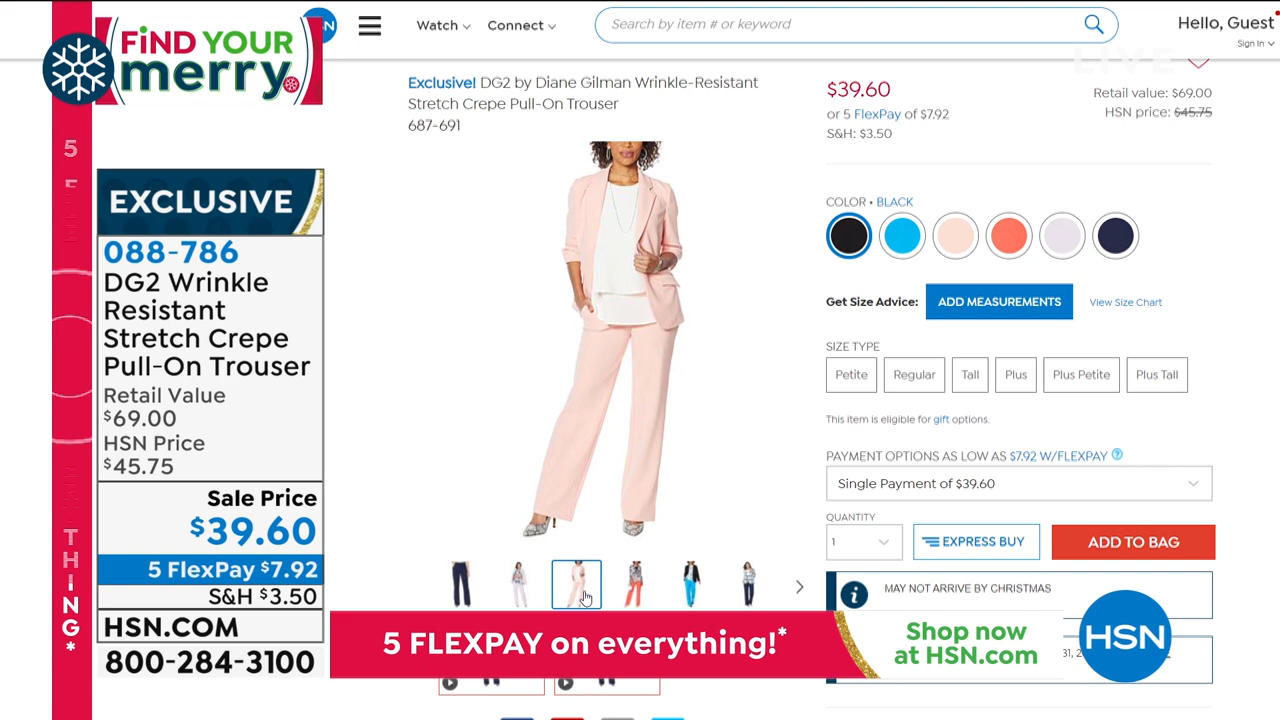 FiND YOUR
merry
5
THING*
EXCLUSIVE
088-786
DG2 Wrinkle
Resistant
Stretch Crepe
Pull-On Trouser
Retail Value
$69.00
HSN Price
$45.75
Sale Price
$39.60
5 FlexPay $7.92
S&H $3.50
HSN.COM
800-284-3100
Watch
Connect
Search by item # or keyword
Hello, Guest
Sign In
LIVE
Exclusive! DG2 by Diane Gilman Wrinkle-Resistant
Stretch Crepe Pull-On Trouser
687-691
$39.60
or 5 FlexPay of $7.92
S&H: $3.50
Retail value: $69.00
HSN price: $45.75
COLOR • BLACK
Get Size Advice: ADD MEASUREMENTS View Size Chart
SIZE TYPE
Petite Regular Tall Plus Plus Petite Plus Tall
This item is eligible for gift options.
PAYMENT OPTIONS AS LOW AS $7.92 W/FLEXPAY ?
Single Payment of $39.60
QUANTITY
1 EXPRESS BUY ADD TO BAG
i MAY NOT ARRIVE BY CHRISTMAS
5 FLEXPAY on everything!*
Shop now
at HSN.com
HSN